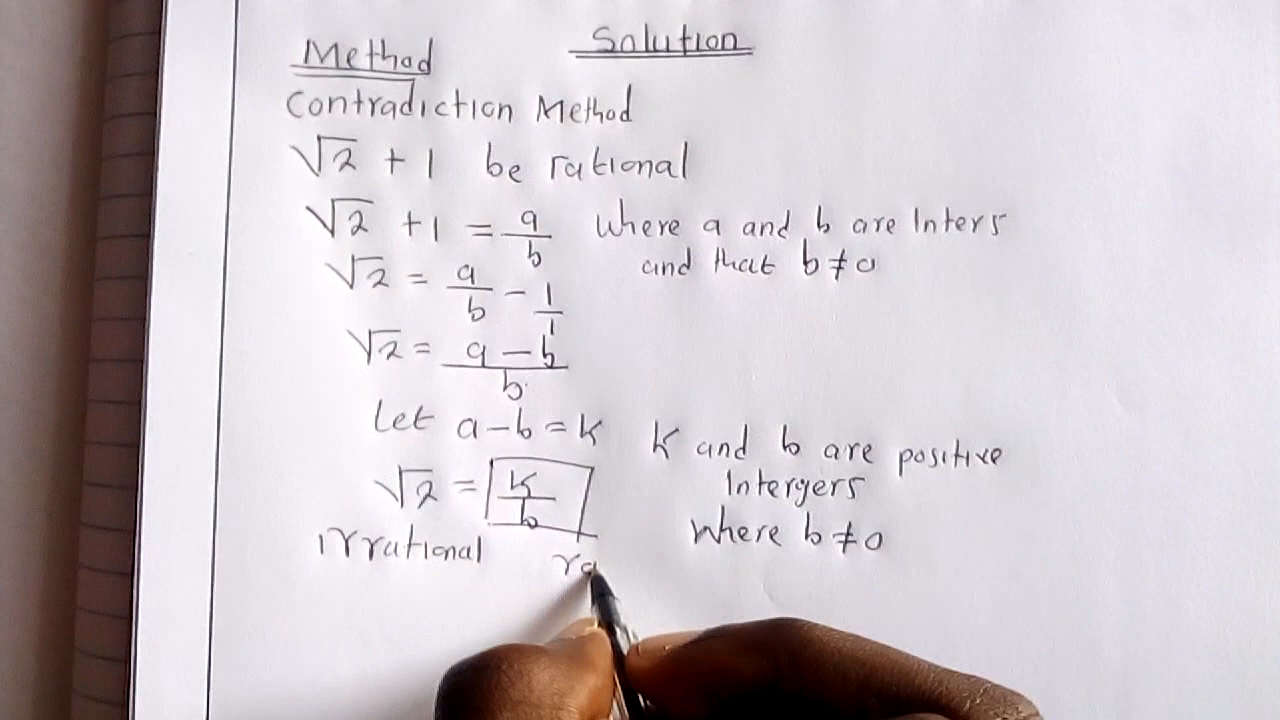 Method Solution
Contradiction Method
√2 + 1 be rational
√2 + 1 = a/b where a and b are Inters
and that b ≠ 0
√2 = a/b - 1/1
√2 = a - b / b
Let a - b = K K and b are positive
Intergers
√2 = K/b
where b ≠ 0
irrational ra